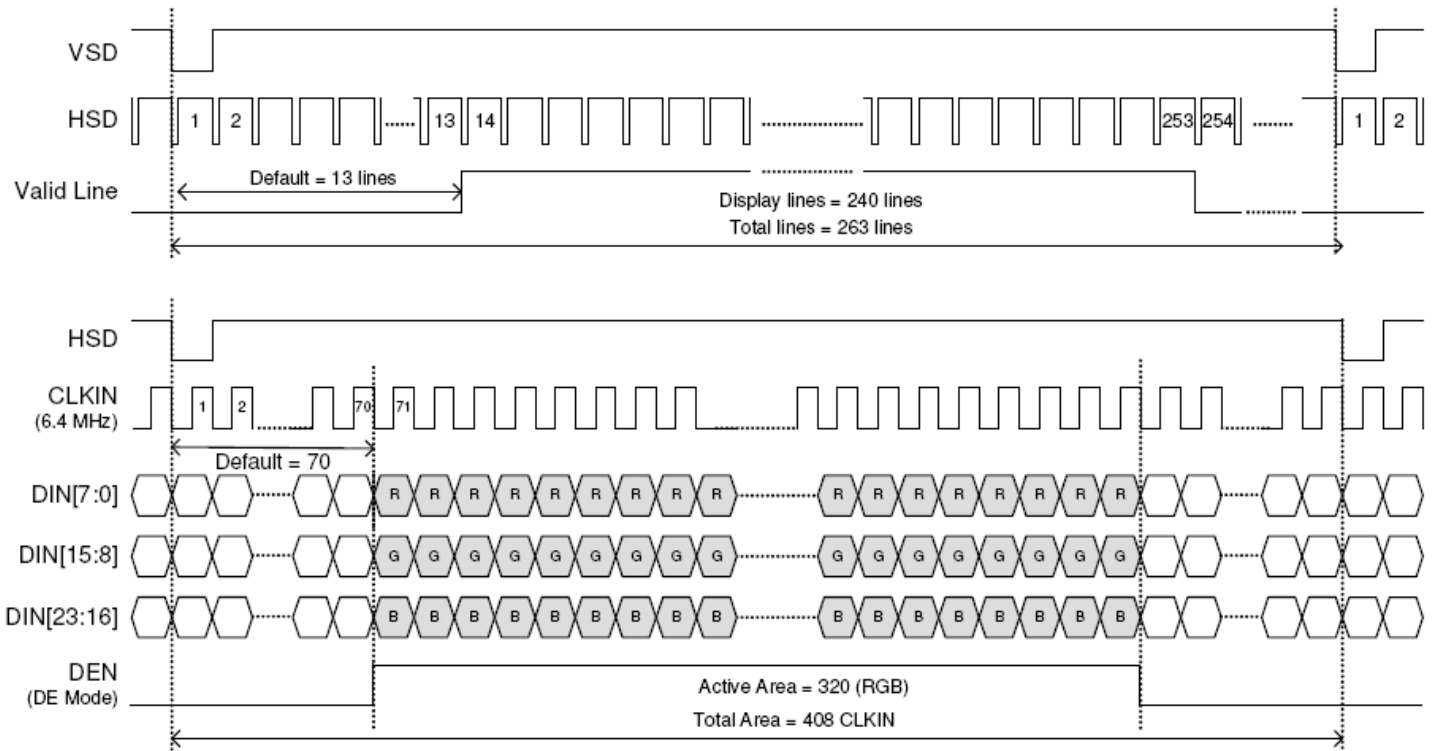 VSD
HSD 1 2 13 14 253 254 1 2
Valid Line
Default = 13 lines
Display lines = 240 lines
Total lines = 263 lines
HSD
CLKIN 1 2 70 71
(6.4 MHz)
Default = 70
DIN[7:0] R R R R R R R R R R R R R R R R R
DIN[15:8] G G G G G G G G G G G G G G G G G
DIN[23:16] B B B B B B B B B B B B B B B B B
DEN
(DE Mode)
Active Area = 320 (RGB)
Total Area = 408 CLKIN